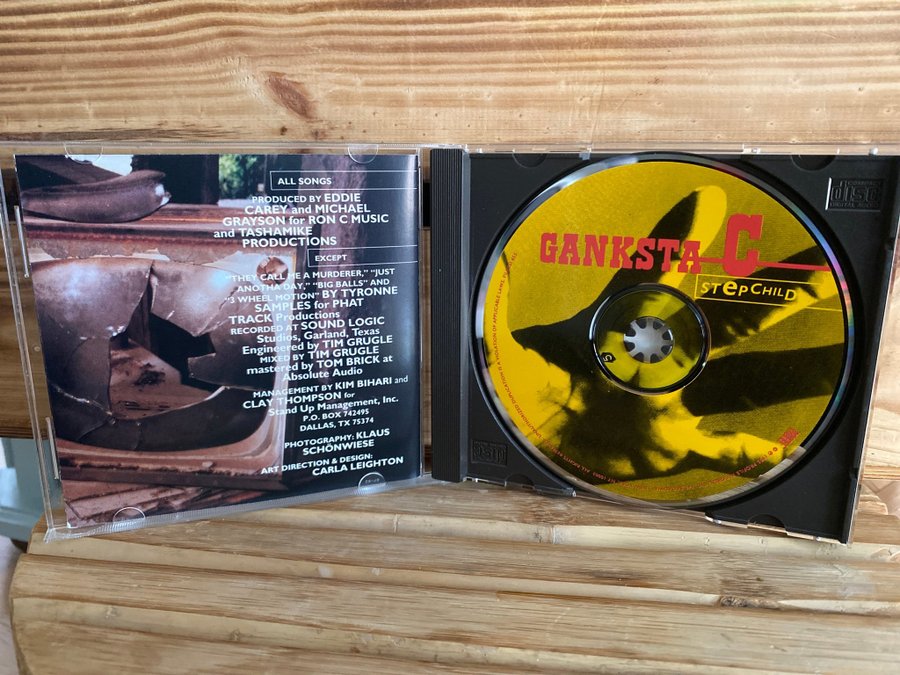 ALL SONGS
PRODUCED BY EDDIE
CAREY and MICHAEL
GRAYSON for RON C MUSIC
and TASHAMIKE
PRODUCTIONS
EXCEPT
"THEY CALL ME A MURDERER," "JUST
ANOTHA DAY," "BIG BALLS" AND
"3 WHEEL MOTION" BY TYRONNE
SAMPLES for PHAT
TRACK Productions
RECORDED AT SOUND LOGIC
Studios, Garland, Texas
Engineered by TIM GRUGLE
MIXED BY TIM GRUGLE
mastered by TOM BRICK at
Absolute Audio
MANAGEMENT BY KIM BIHARI and
CLAY THOMPSON for
Stand Up Management, Inc.
P.O. BOX 742495
DALLAS, TX 75374
PHOTOGRAPHY: KLAUS
SCHÖNWIESE
ART DIRECTION & DESIGN:
CARLA LEIGHTON
GANKSTA C
STEPCHILD
COMPACT
disc
DIGITAL AUDIO